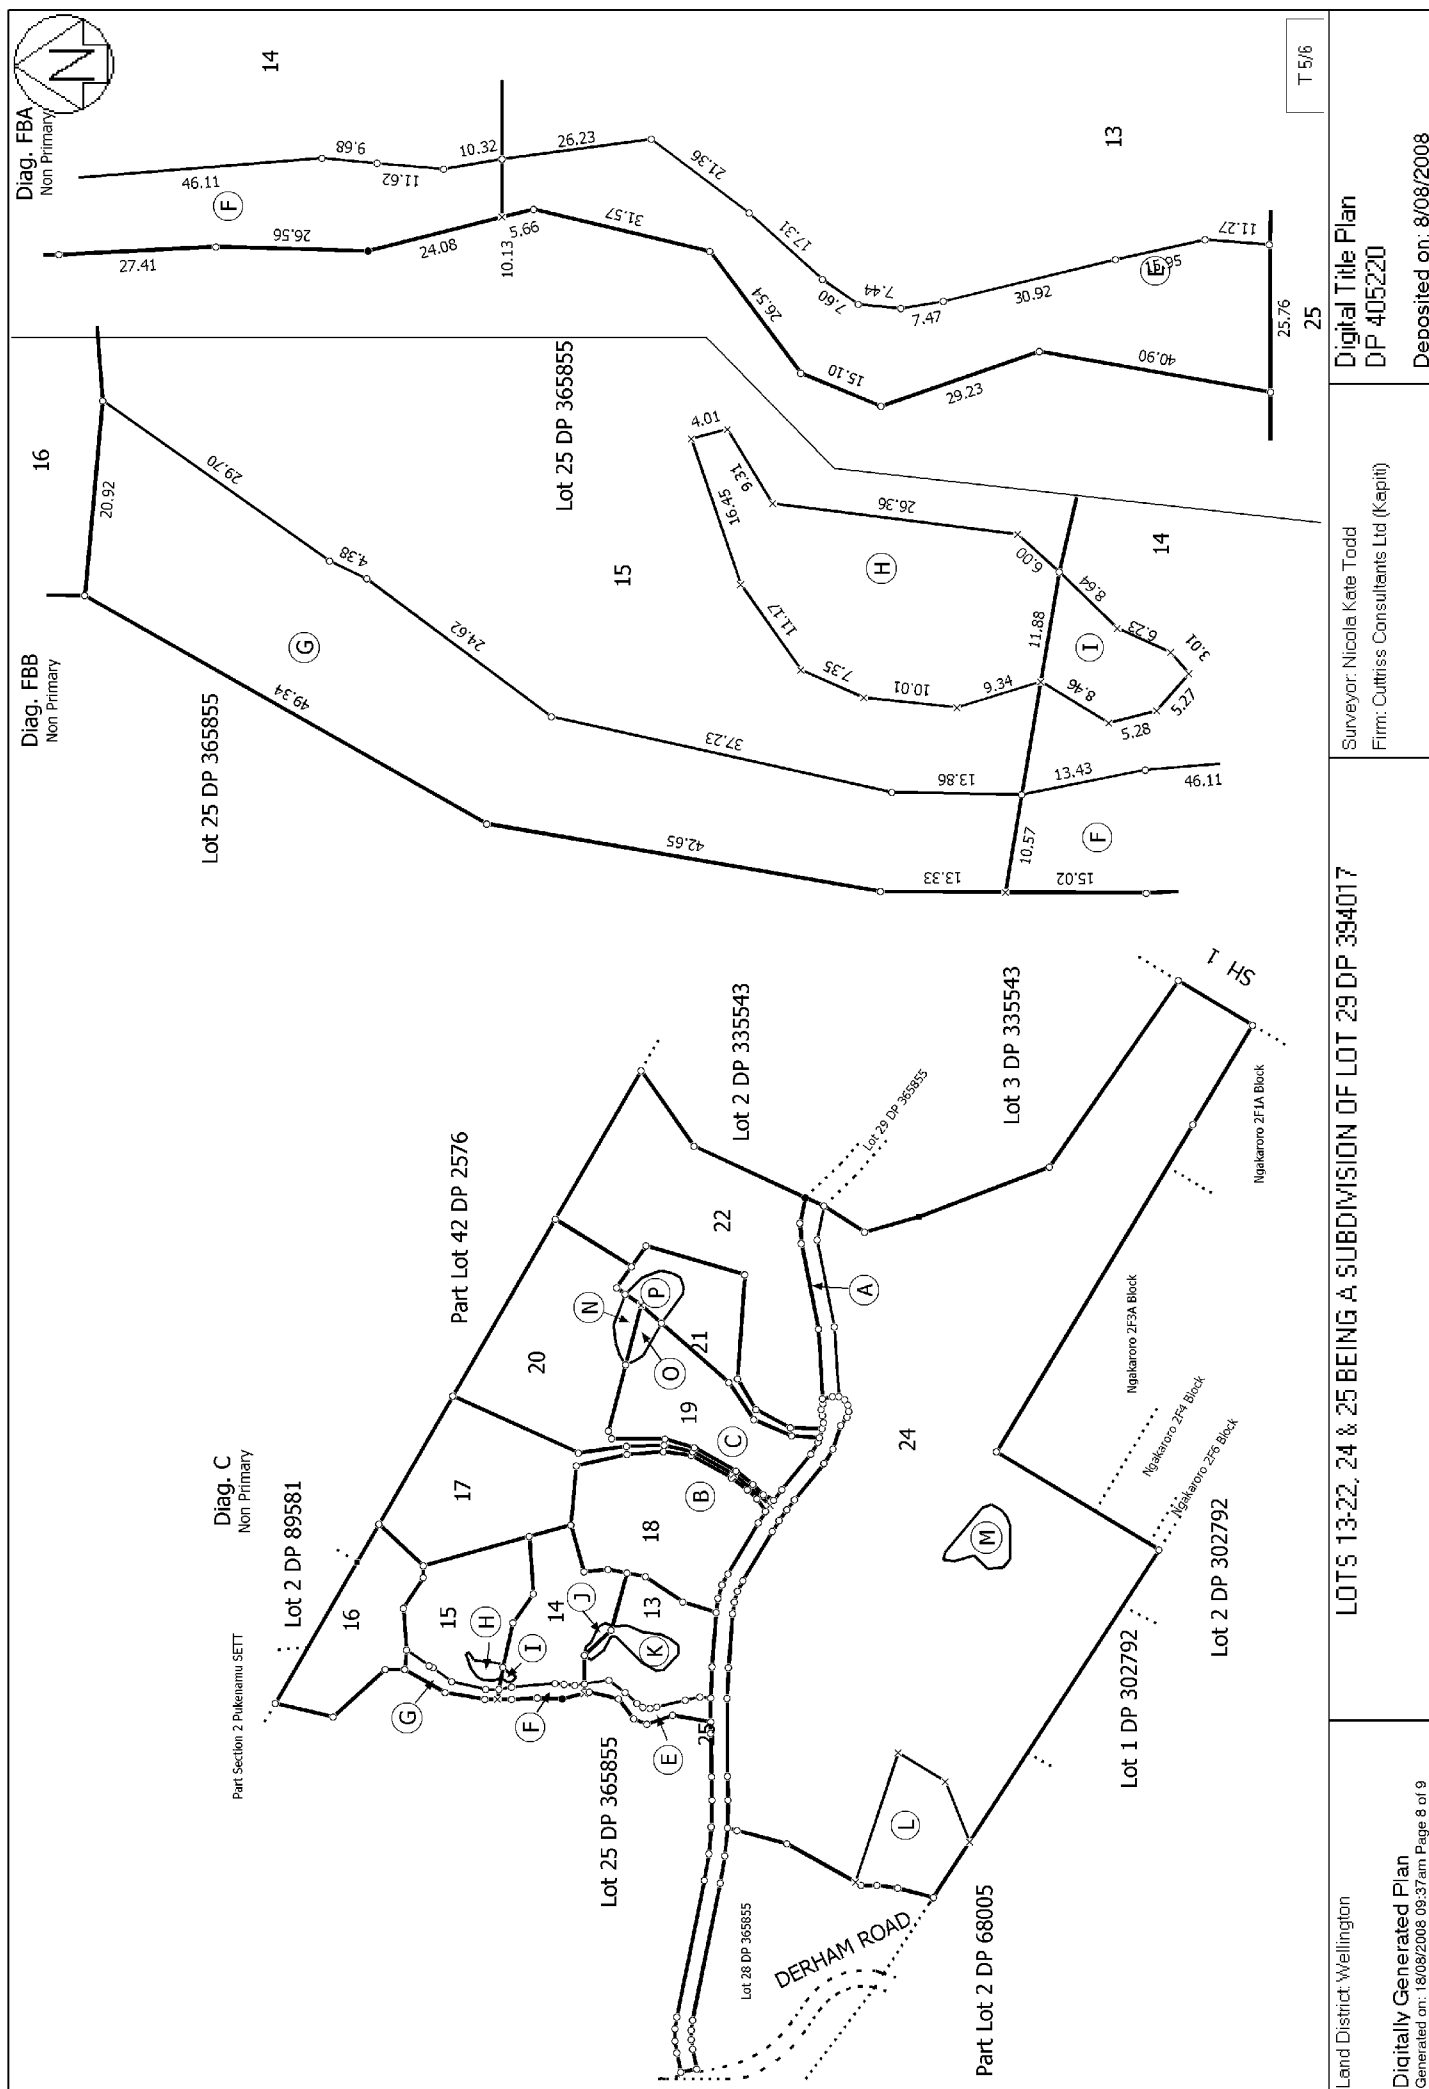 Diag. C
Non Primary
Part Section 2 Pukenamu SETT
Lot 2 DP 89581
Part Lot 42 DP 2576
Lot 2 DP 335543
Lot 3 DP 335543
Lot 29 DP 365855
SH 1
Ngakaroro 2F1A Block
Ngakaroro 2F3A Block
Ngakaroro 2F4 Block
Ngakaroro 2F6 Block
Lot 2 DP 302792
Lot 1 DP 302792
Part Lot 2 DP 68005
DERHAM ROAD
Lot 28 DP 365855
Lot 25 DP 365855
16
15
17
20
22
14
13
18
19
21
24
25
A
B
C
E
F
G
H
I
J
K
L
M
N
O
P
Diag. FBB
Non Primary
Lot 25 DP 365855
16
20.92
29.70
4.38
24.62
49.34
G
37.23
42.65
13.86
13.33
10.57
15.02
13.43
46.11
F
15
Lot 25 DP 365855
4.01
9.31
16.45
26.36
11.17
H
7.35
10.01
9.34
6.00
11.88
8.64
8.46
I
6.23
3.01
5.27
5.28
14
Diag. FBA
Non Primary
N
14
46.11
F
9.68
11.62
10.32
27.41
26.56
24.08
10.13
5.66
26.23
31.57
21.36
17.31
26.54
7.60
7.44
7.47
15.10
29.23
30.92
15.95
E
11.27
40.90
25.76
13
25
T 5/6
Land District: Wellington
Digitally Generated Plan
Generated on: 18/08/2008 09:37am Page 8 of 9
LOTS 13-22, 24 & 25 BEING A SUBDIVISION OF LOT 29 DP 394017
Surveyor: Nicola Kate Todd
Firm: Cuttriss Consultants Ltd (Kapiti)
Digital Title Plan
DP 405220
Deposited on: 8/08/2008